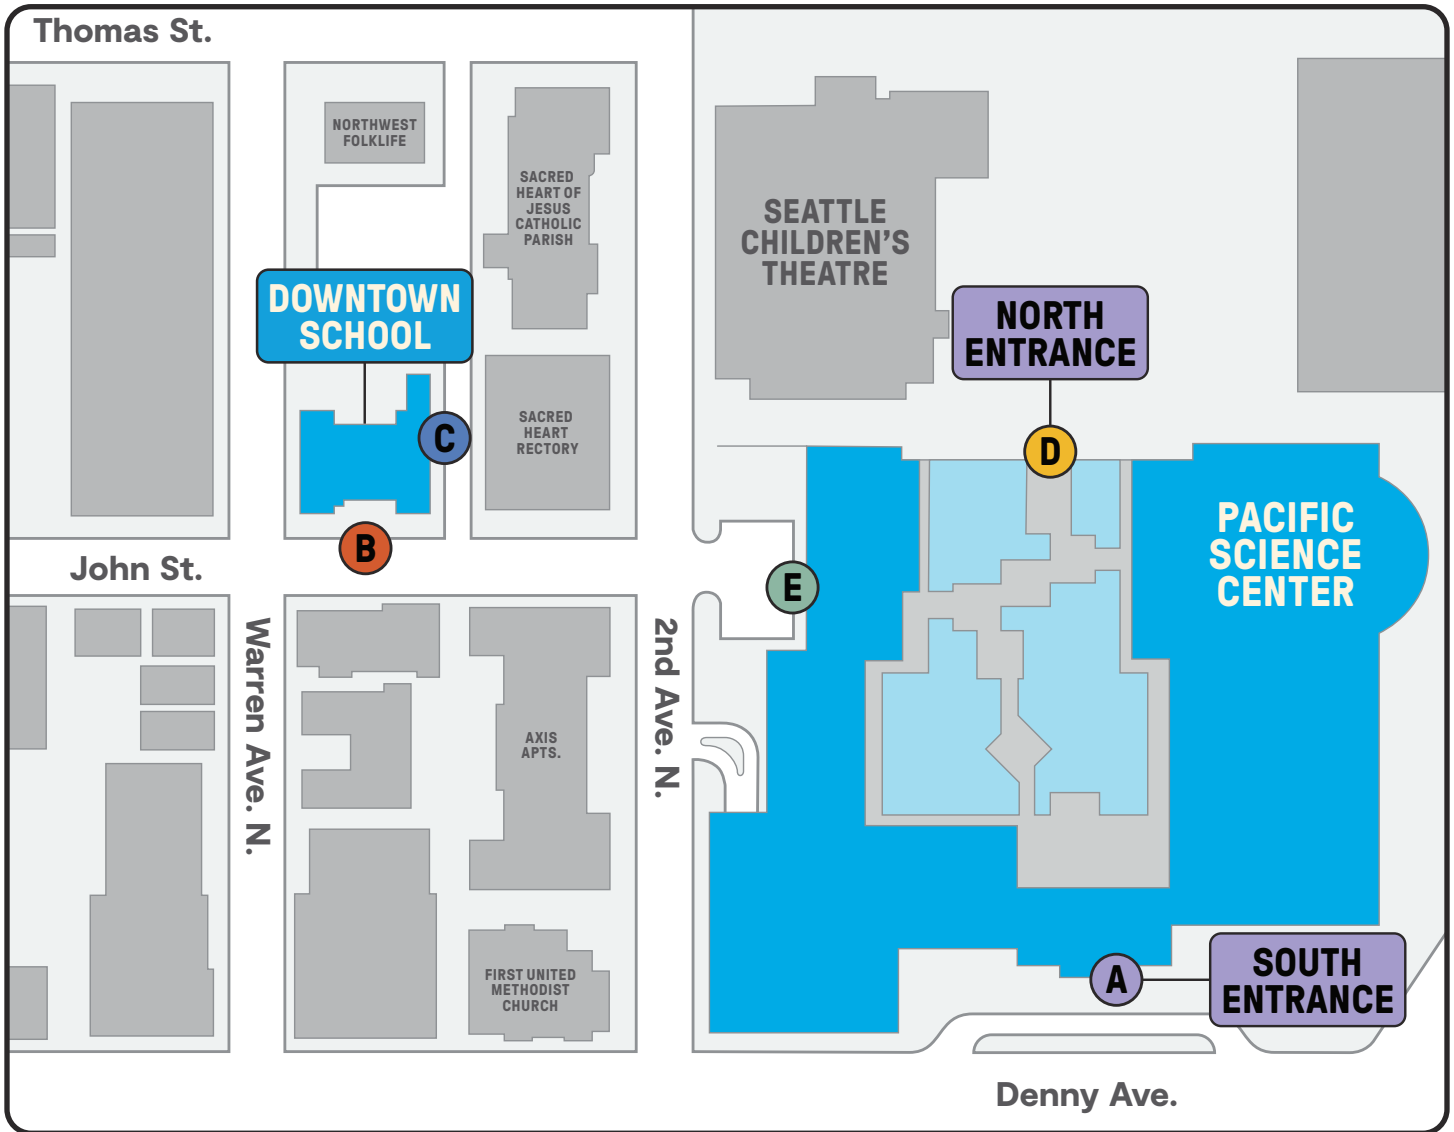 Thomas St.
NORTHWEST
FOLKLIFE
SACRED
HEART OF
JESUS
CATHOLIC
PARISH
SEATTLE
CHILDREN'S
THEATRE
DOWNTOWN
SCHOOL
NORTH
ENTRANCE
SACRED
HEART
RECTORY
C
D
B
PACIFIC
SCIENCE
CENTER
John St.
E
Warren Ave. N.
2nd Ave. N.
AXIS
APTS.
FIRST UNITED
METHODIST
CHURCH
A
SOUTH
ENTRANCE
Denny Ave.